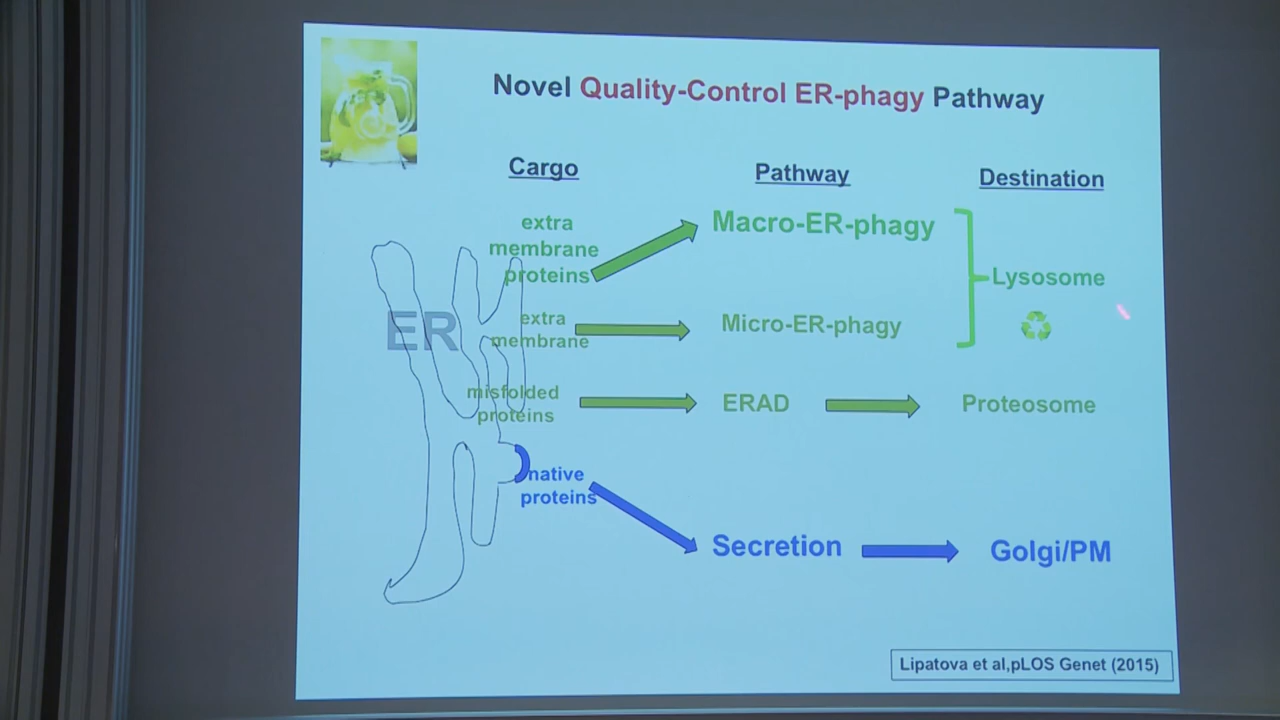 Novel Quality-Control ER-phagy Pathway
Cargo
Pathway
Destination
extra
membrane
proteins
Macro-ER-phagy
Lysosome
ER
extra
membrane
Micro-ER-phagy
misfolded
proteins
ERAD
Proteosome
native
proteins
Secretion
Golgi/PM
Lipatova et al,pLOS Genet (2015)